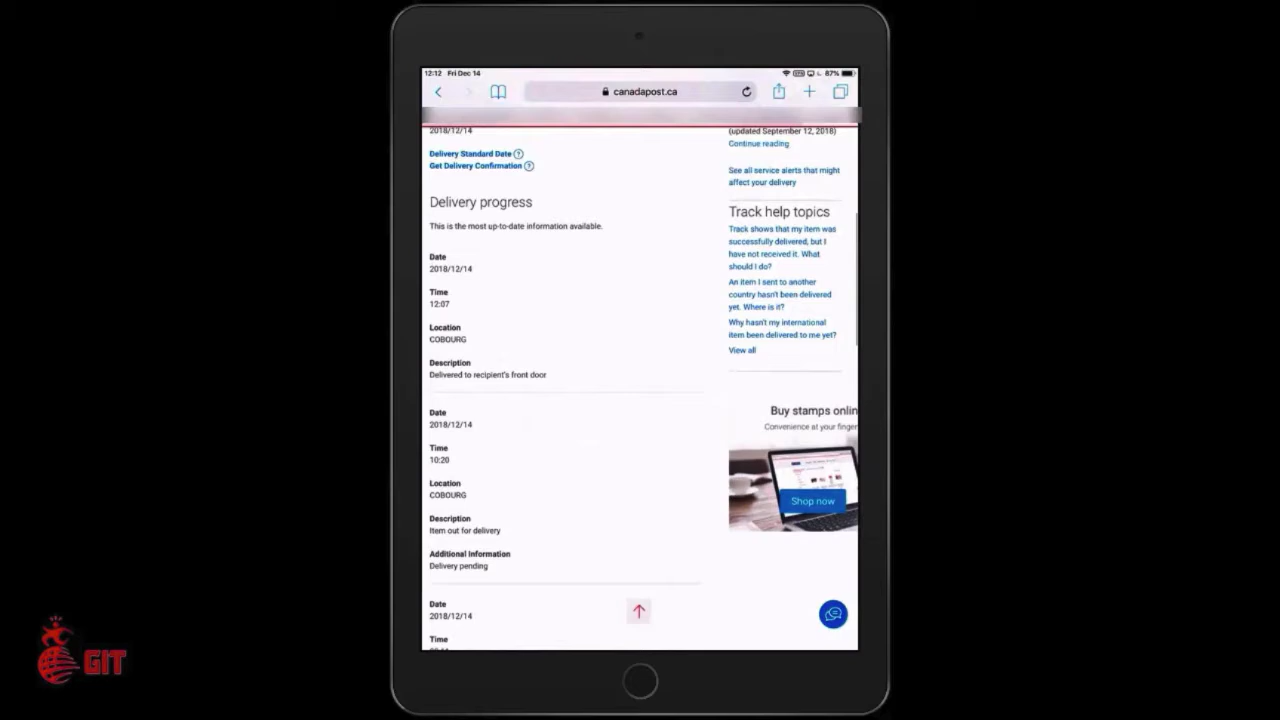 12:12 Fri Dec 14
VPN
87%
canadapost.ca
2018/12/14
Delivery Standard Date ?
Get Delivery Confirmation ?
Delivery progress
This is the most up-to-date information available.
Date
2018/12/14
Time
12:07
Location
COBOURG
Description
Delivered to recipient's front door
Date
2018/12/14
Time
10:20
Location
COBOURG
Description
Item out for delivery
Additional Information
Delivery pending
Date
2018/12/14
Time
(updated September 12, 2018)
Continue reading
See all service alerts that might
affect your delivery
Track help topics
Track shows that my item was
successfully delivered, but I
have not received it. What
should I do?
An item I sent to another
country hasn't been delivered
yet. Where is it?
Why hasn't my international
item been delivered to me yet?
View all
Buy stamps onlin
Convenience at your finger
Shop now
GIT